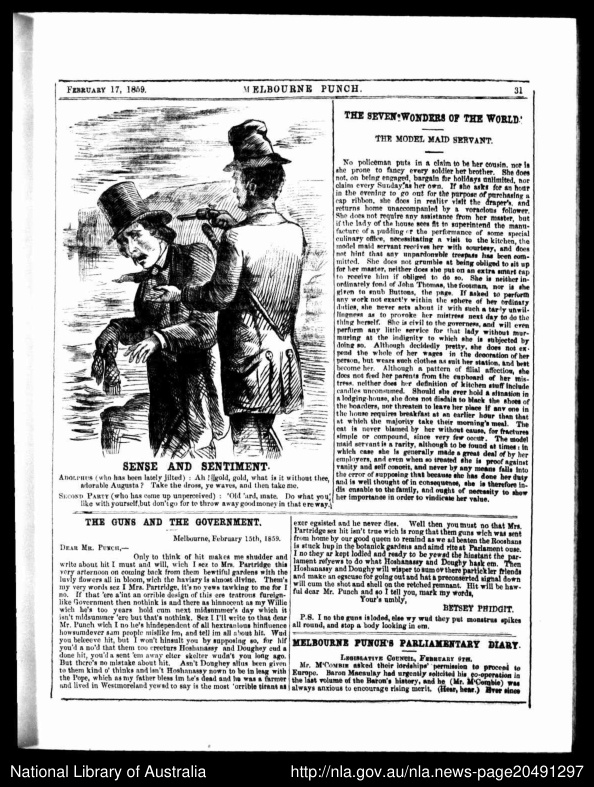 FEBRUARY 17, 1859.
MELBOURNE PUNCH.
31
SENSE AND SENTIMENT.
ADOLPHUS (who has been lately jilted) : Ah ! gold, gold, what is it without thee,
adorable Augusta ? Take the dross, ye waves, and then take me.
SECOND PARTY (who has come up unperceived) : 'Old 'ard, mate. Do what you
like with yourself, but don't go for to throw away good money in that ere way.
THE GUNS AND THE GOVERNMENT.
Melbourne, February 15th, 1859.
DEAR MR. PUNCH,—
Only to think of hit makes me shudder and
write about hit I must and will, which I sez to Mrs. Partridge this
very afternoon on coming back from them bewtiful gardens with the
luvly flowers all in bloom, wich the haviary is almost divine. Them's
my very words sez I Mrs. Partridge, it's no yews tawking to me for I
no. If that 'ere a'int an orrible design of this ere tratrous furrein-
like Government then nothink is and there as hinnocent as my Willie
wich he's too years hold cum next midsummer's day which it
isn't midsummer 'ere but that's nothink. Sez I I'll write to that dear
Mr. Punch wich I no he's hindependent of all hextranious hinfluence
howsumdever sam people mislike im, and tell im all about hit. Wud
you beleeve hit, but I won't hinsult you by supposing so, for hif
you'd a no'd that them too creeturs Hoshanassy and Doughey cud a
done hit, you'd a sent 'em away elter skelter wuds't you long ago.
But there's no mistake about hit. Asn't Doughey allus been given
to them kind o' thinks and isn't Hoshanassy nown to be in leag with
the Pope, which as my father bless im he's dead and he was a farmer
and lived in Westmoreland yewsd to say is the most 'orrible tirant as
THE SEVEN WONDERS OF THE WORLD.
THE MODEL MAID SERVANT.
No policeman puts in a claim to be her cousin, nor is
she prone to fancy every soldier her brother. She does
not, on being engaged, bargain for holidays unlimited, nor
claim every Sunday as her own. If she asks for an hour
in the evening to go out for the purpose of purchasing a
cap ribbon, she does in reality visit the draper's, and
returns home unaccompanied by a voracious follower.
She does not require any assistance from her master, but
if the lady of the house sees fit to superintend the manu-
facture of a pudding or the performance of some special
culinary office, necessitating a visit to the kitchen, the
model maid servant receives her with courtesy, and does
not hint that any unpardonable trespass has been com-
mitted. She does not grumble at being obliged to sit up
for her master, neither does she put on an extra smart cap
to receive him if obliged to do so. She is neither in-
ordinately fond of John Thomas, the footman, nor is she
given to snub Buttons, the page. If asked to perform
any work not exactly within the sphere of her ordinary
duties, she never sets about it with such a tardy unwil-
lingness as to provoke her mistress next day to do the
thing herself. She is civil to the governess, and will even
perform any little service for that lady without mur-
muring at the indignity to which she is subjected by
doing so. Although decidedly pretty, she does not ex-
pend the whole of her wages in the decoration of her
person, but wears such clothes as suit her station, and best
become her. Although a pattern of filial affection, she
does not feed her parents from the cupboard of her mis-
tress, neither does her definition of kitchen stuff include
candles unconsumed. Should she ever hold a situation in
a lodging-house, she does not disdain to black the shoes of
the boarders, nor threaten to leave her place if any one in
the house requires breakfast at an earlier hour than that
at which the majority take their morning's meal. The
cat is never blamed by her without cause, for fractures
simple or compound, since very few occur. The model
maid servant is a rarity, although to be found at times: in
which case she is generally made a great deal of by her
employers, and even when so treated she is proof against
vanity and self conceit, and never by any means falls into
the error of supposing that because she has done her duty
and is well thought of in consequence, she is therefore in-
dis ensable to the family, and ought of necessity to show
her importance in order to vindicate her value.
exer egsisted and he never dies. Well then you must no that Mrs.
Partridge sez hit isn't true wich is rong that them guns wich was sent
from home by our good queen to remind as we ad beaten the Rooshans
is stuck hup in the botanick gardens and aimd rite at Parlament ouse.
I no they ar kept lodled and ready to be yewsd the hinstant the par-
lament refyews to do what Hoshanassy and Doughy hask em. Then
Hoshanassy and Doughy will wisper to sum ov there partickler friends
and make an egscuse for going out and hat a preconserted signal down
will cum the shot and shell on the retched remnant. Hit will be haw-
ful dear Mr. Punch and so I tell you, mark my words,
Your's umbly,
BETSEY PHIDGIT.
P.S. I no the guns is loded, else wy wud they put monstrus spikes
all round, and stop a body looking in em.
MELBOURNE PUNCH'S PARLIAMENTARY DIARY.
LEGISLATIVE COUNCIL, FEBRUARY 9TH.
Mr. M'COMBIE asked their lordships' permission to proceed to
Europe. Baron Macaulay had urgently solicited his co-operation in
the last volume of the Baron's history, and he (Mr. M'Combie) was
always anxious to encourage rising merit. (Hear, hear.) Ever since
National Library of Australia
http://nla.gov.au/nla.news-page20491297